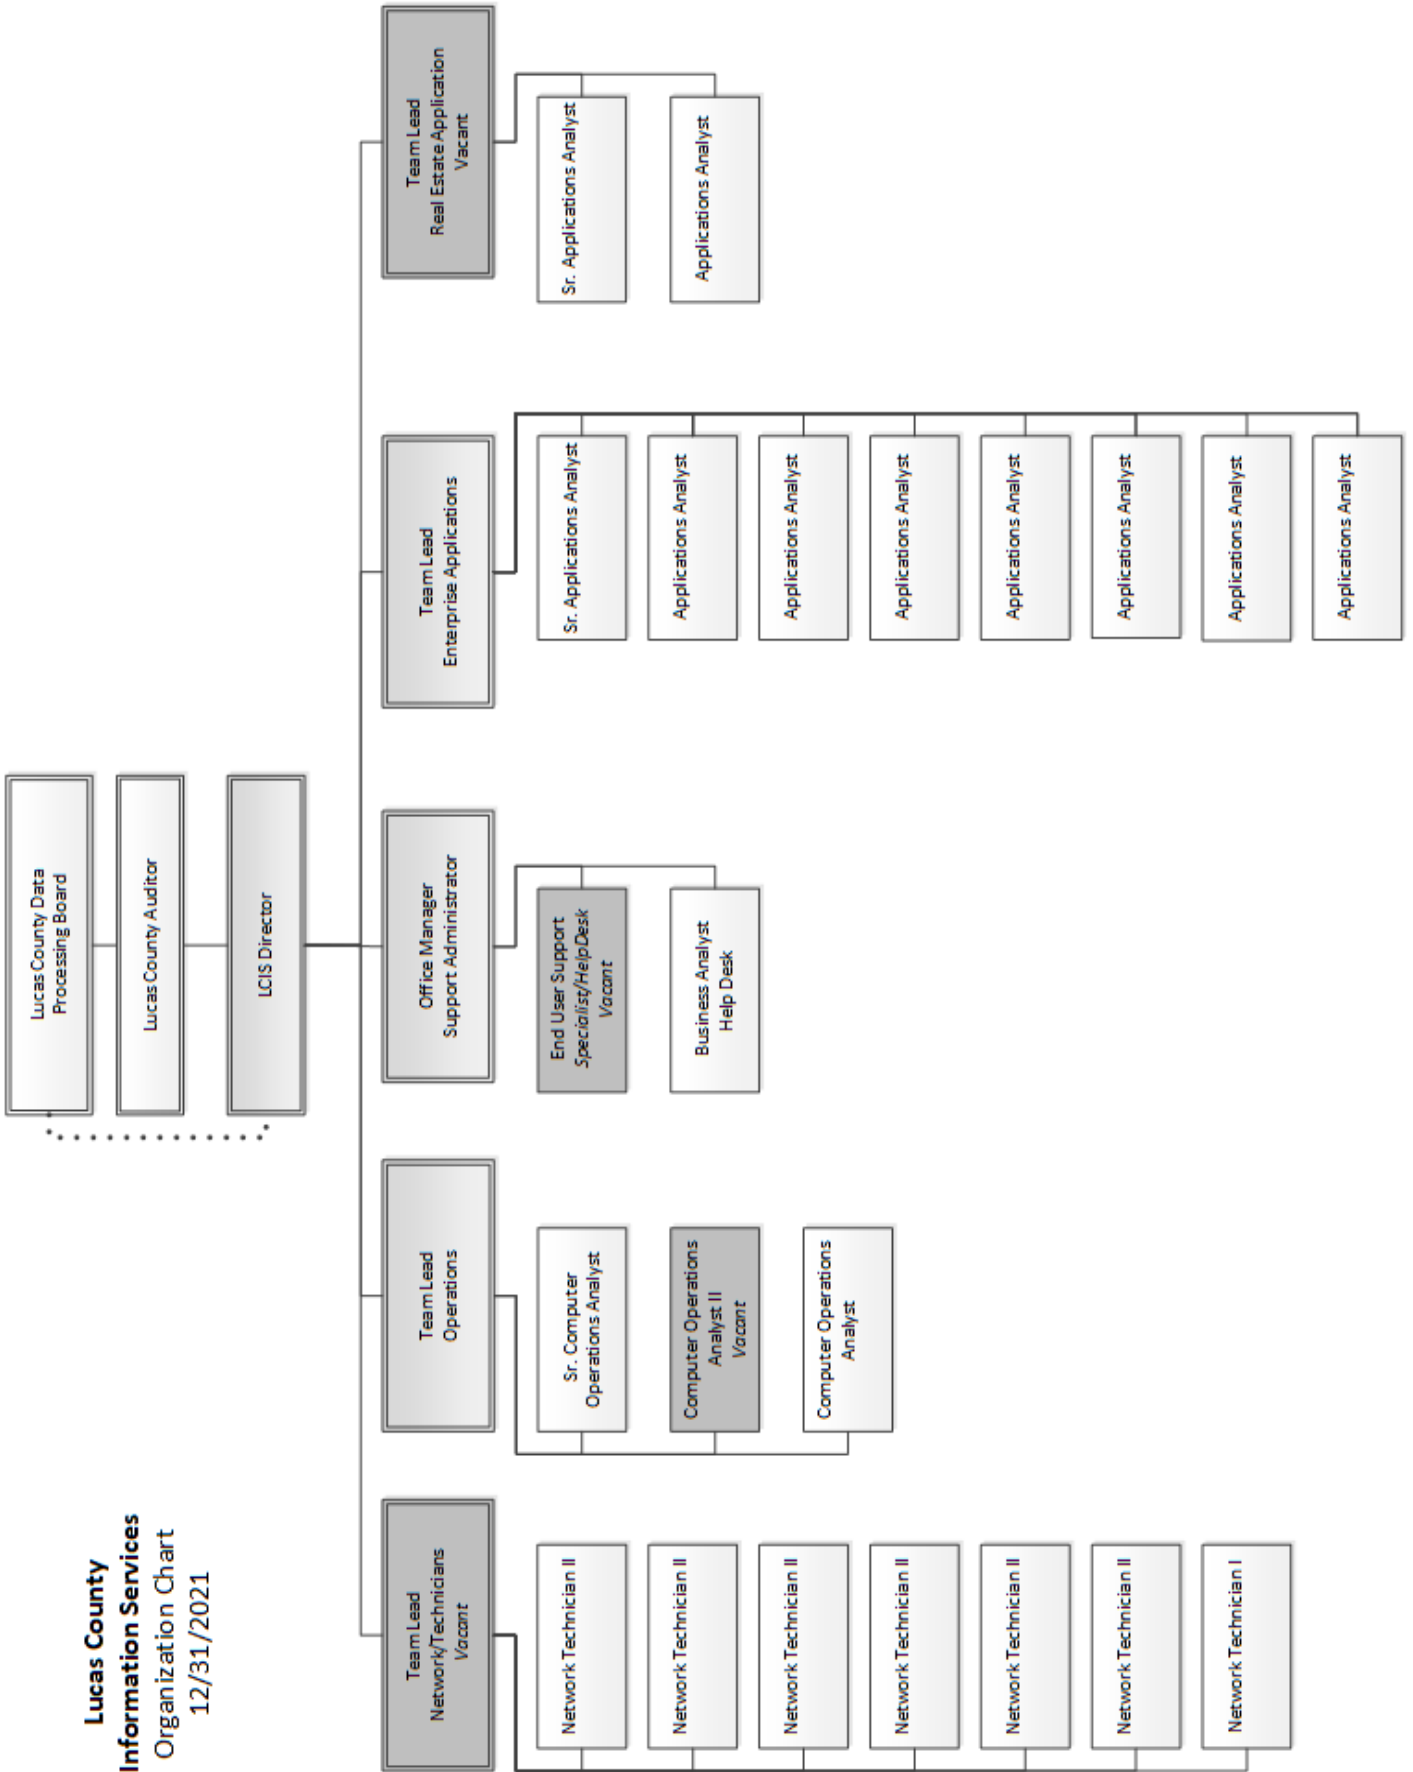 Lucas County
Information Services
Organization Chart
12/31/2021
Lucas County Data
Processing Board
Lucas County Auditor
LCIS Director
Team Lead
Network/Technicians
Vacant
Network Technician II
Network Technician II
Network Technician II
Network Technician II
Network Technician II
Network Technician II
Network Technician I
Team Lead
Operations
Sr. Computer
Operations Analyst
Computer Operations
Analyst II
Vacant
Computer Operations
Analyst
Office Manager
Support Administrator
End User Support
Specialist/HelpDesk
Vacant
Business Analyst
Help Desk
Team Lead
Enterprise Applications
Sr. Applications Analyst
Applications Analyst
Applications Analyst
Applications Analyst
Applications Analyst
Applications Analyst
Applications Analyst
Applications Analyst
Team Lead
Real Estate Application
Vacant
Sr. Applications Analyst
Applications Analyst